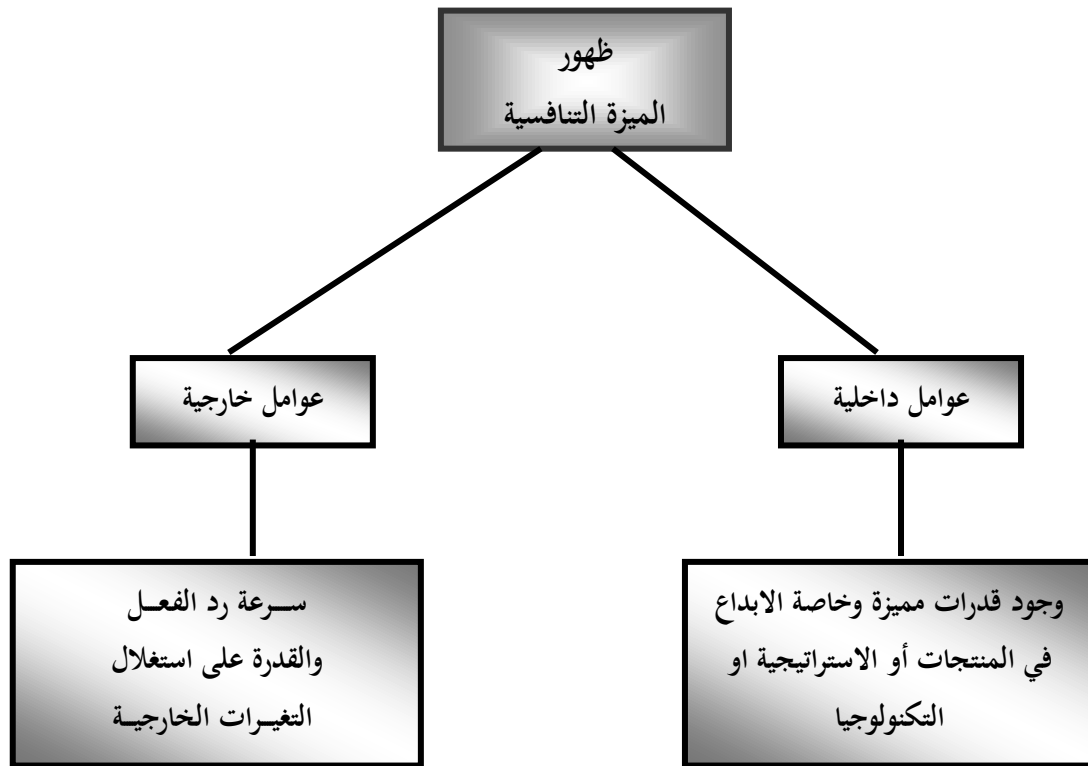 ظهور
الميزة التنافسية
عوامل داخلية
عوامل خارجية
وجود قدرات مميزة وخاصة الابداع
في المنتجات أو الاستراتيجية او
التكنولوجيا
سـرعة رد الفعـل
والقدرة على استغلال
التغيـرات الخارجيـة